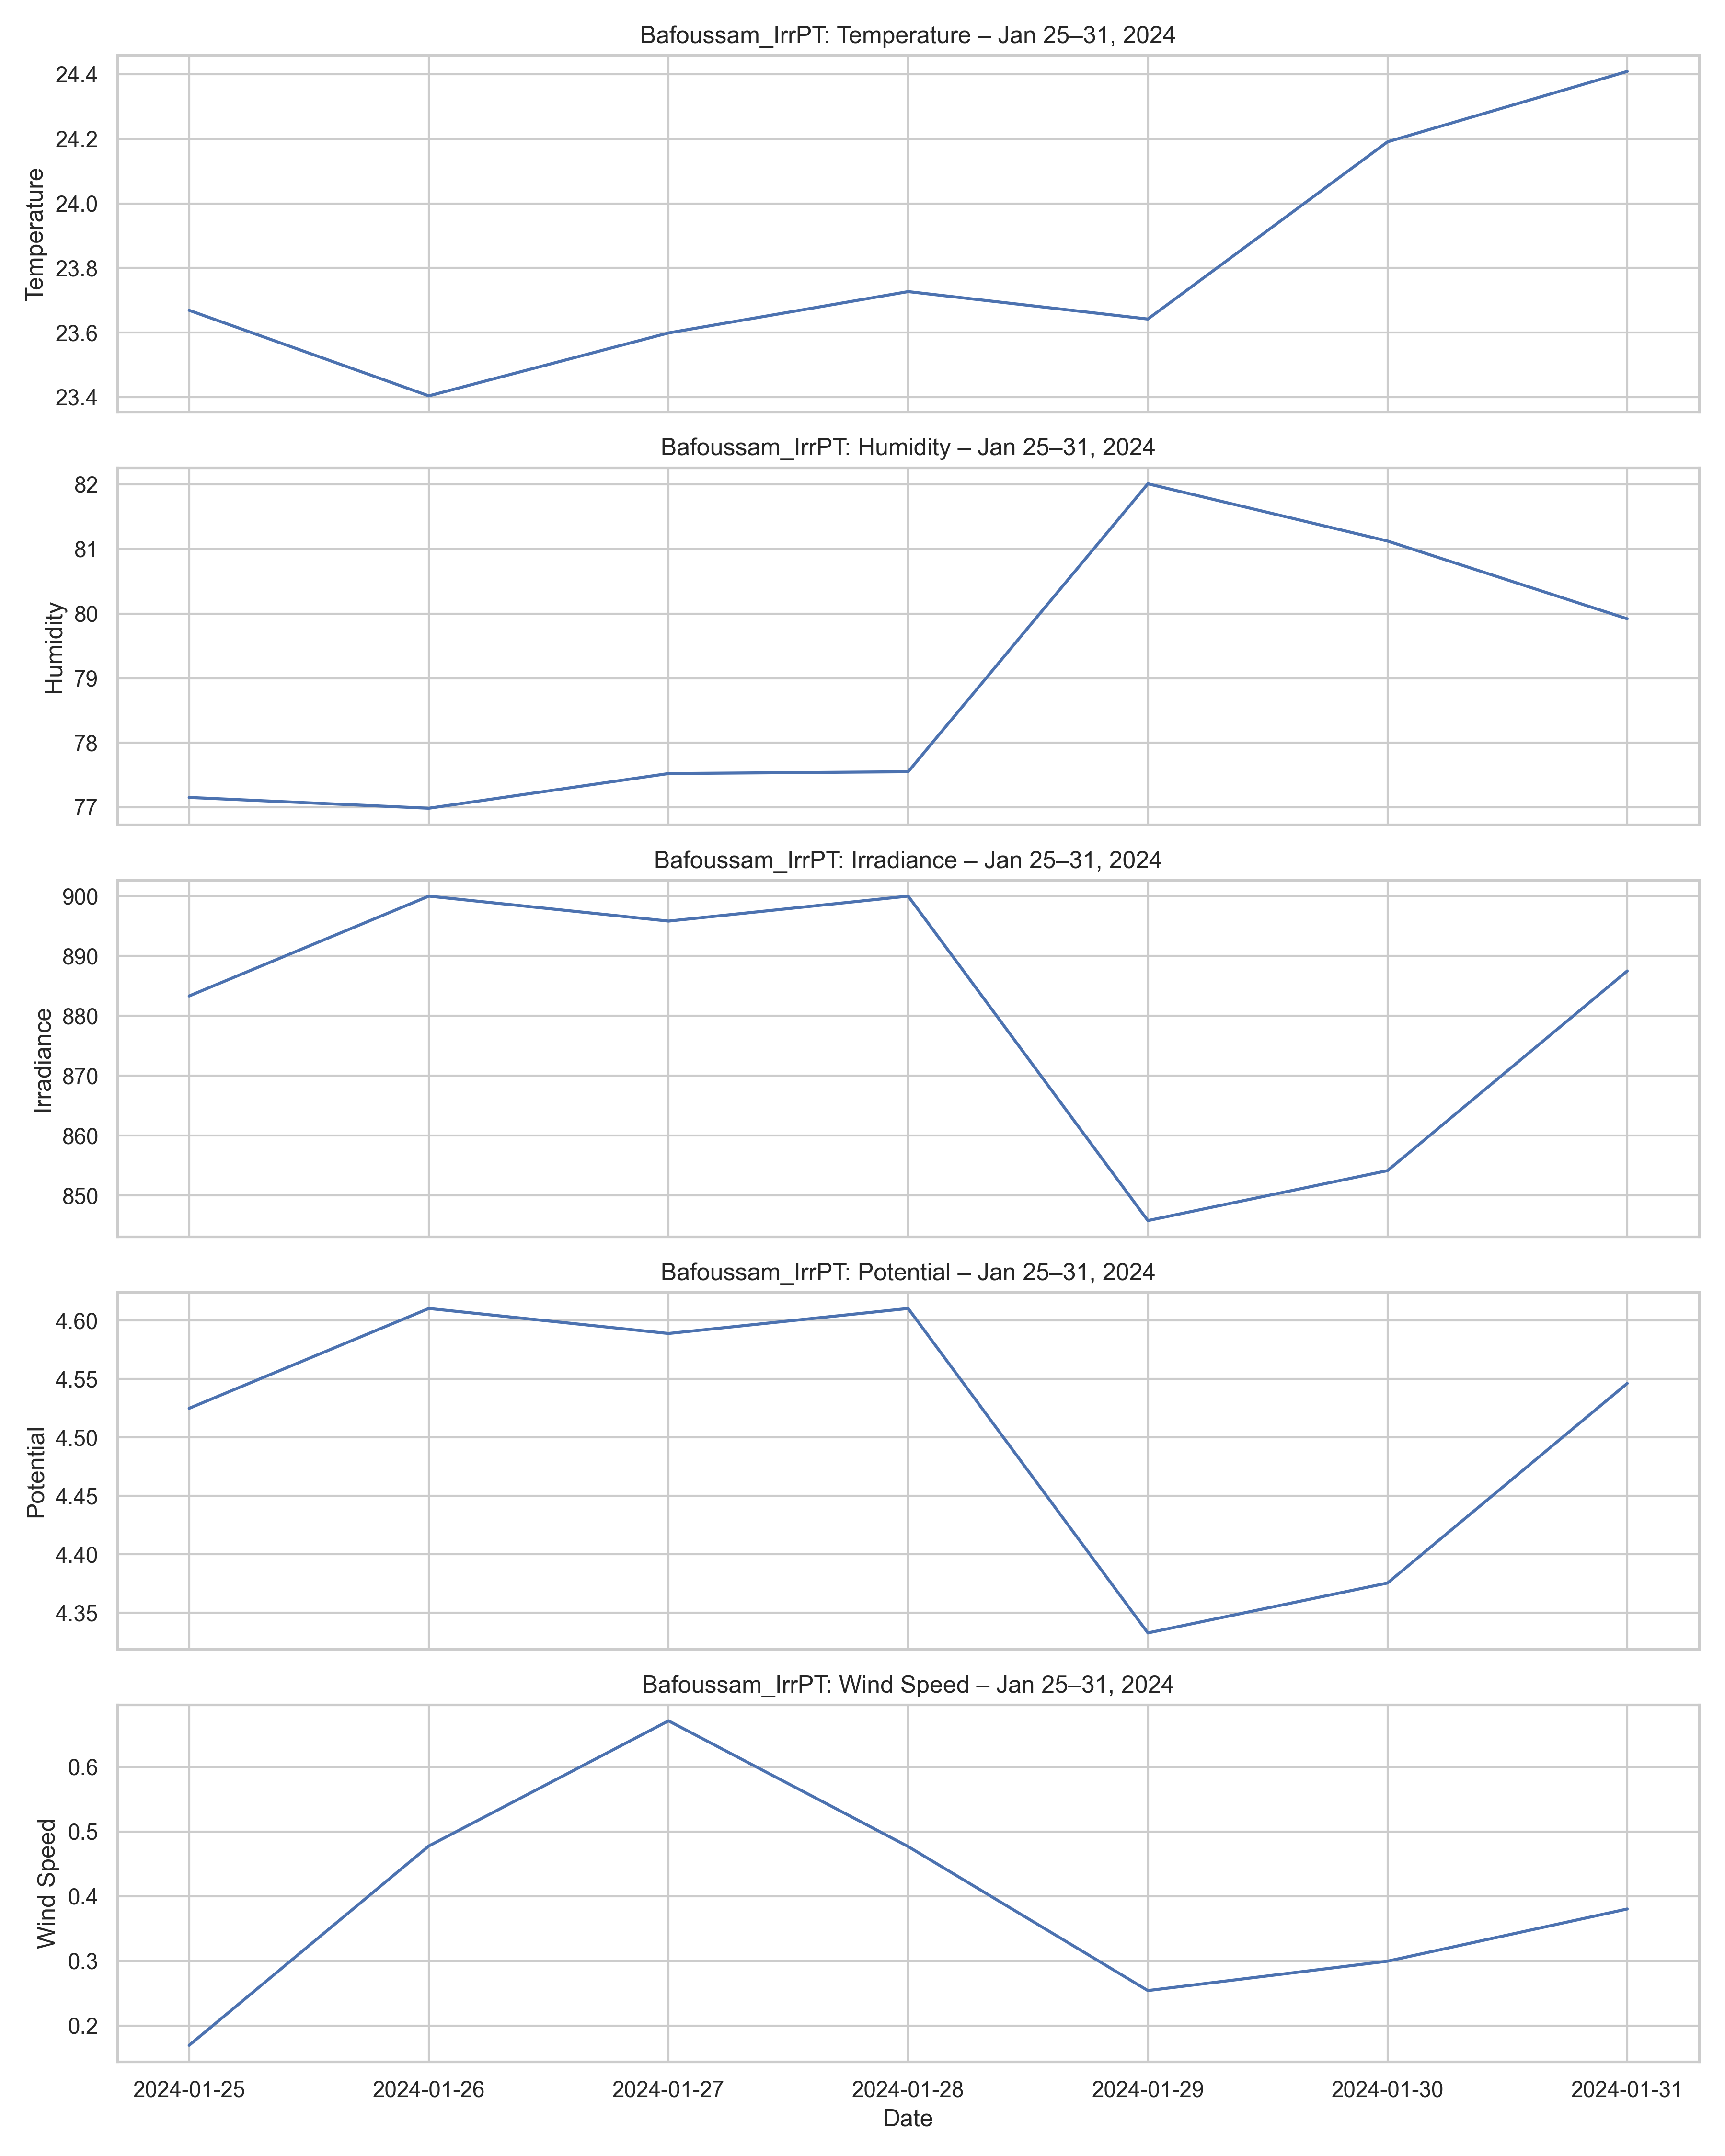 Bafoussam_IrrPT: Temperature – Jan 25–31, 2024
Temperature
24.4
24.2
24.0
23.8
23.6
23.4
Bafoussam_IrrPT: Humidity – Jan 25–31, 2024
Humidity
82
81
80
79
78
77
Bafoussam_IrrPT: Irradiance – Jan 25–31, 2024
Irradiance
900
890
880
870
860
850
Bafoussam_IrrPT: Potential – Jan 25–31, 2024
Potential
4.60
4.55
4.50
4.45
4.40
4.35
Bafoussam_IrrPT: Wind Speed – Jan 25–31, 2024
Wind Speed
0.6
0.5
0.4
0.3
0.2
2024-01-25 2024-01-26 2024-01-27 2024-01-28 2024-01-29 2024-01-30 2024-01-31
Date